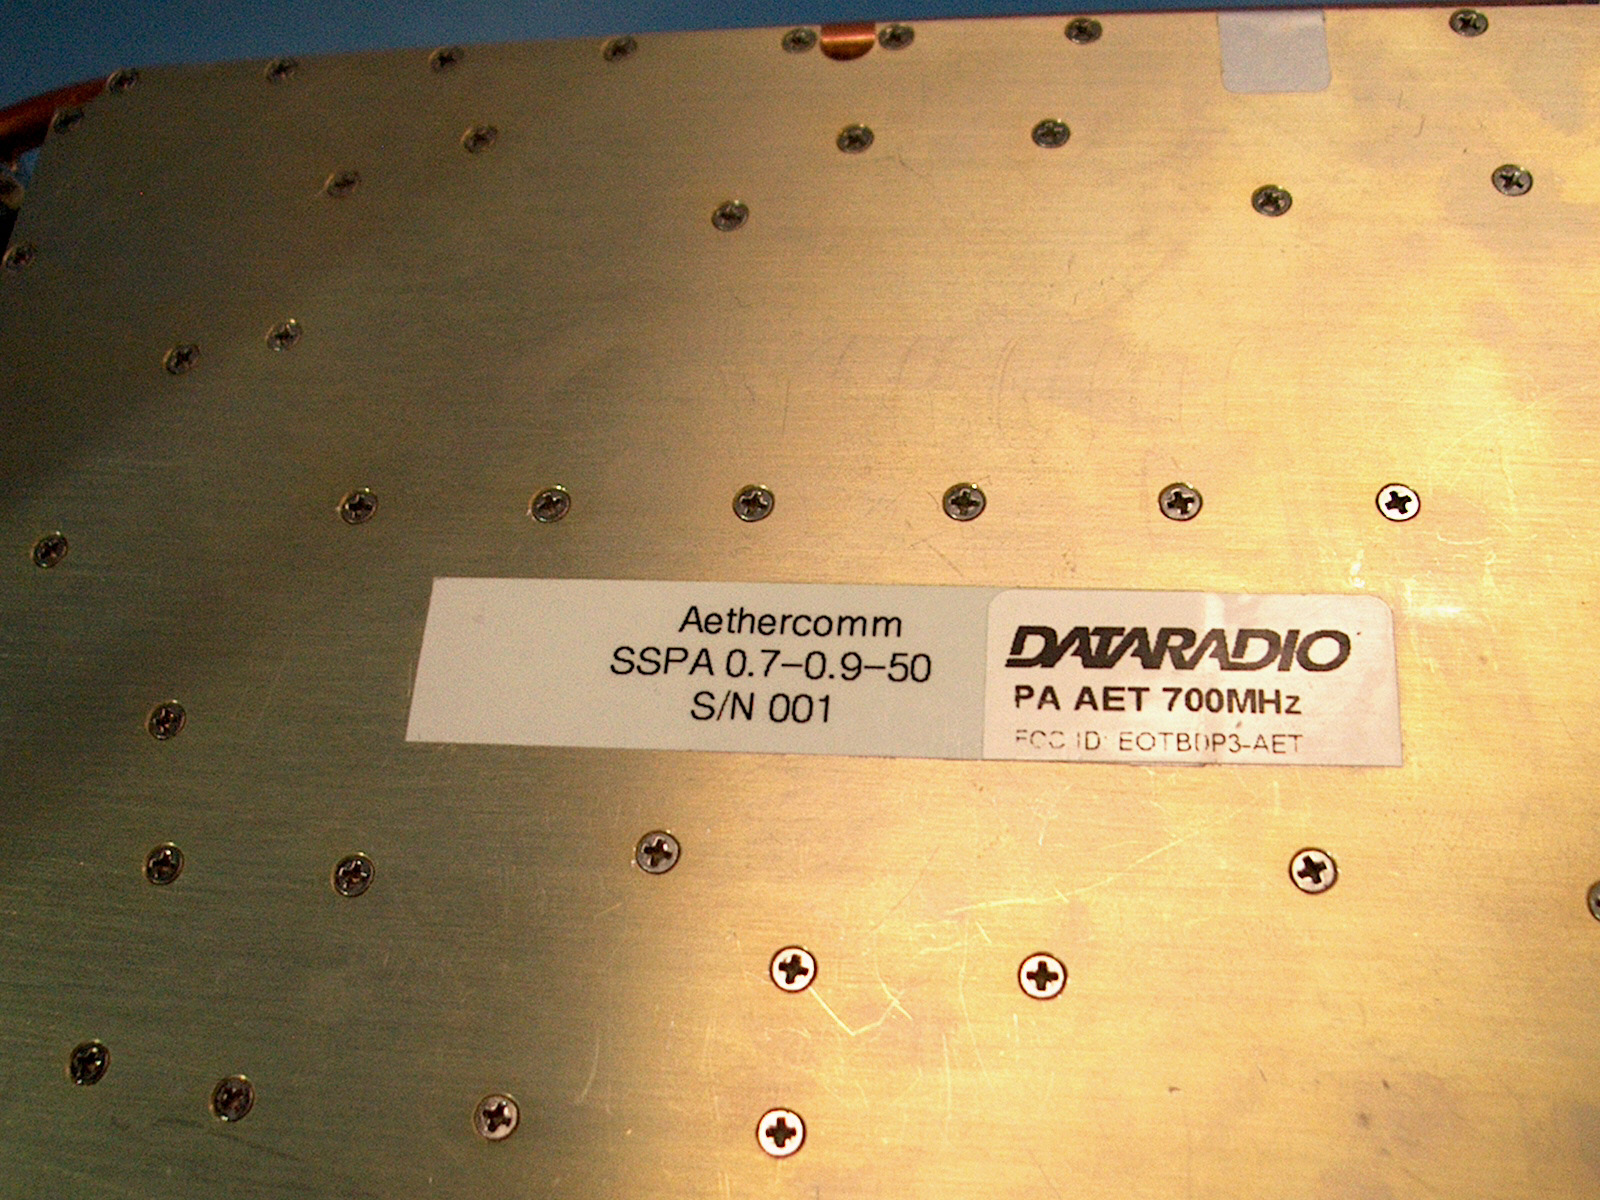 Aethercomm
SSPA 0.7–0.9–50
S/N 001
DATARADIO
PA AET 700MHz
FCC ID: EOTBDP3-AET